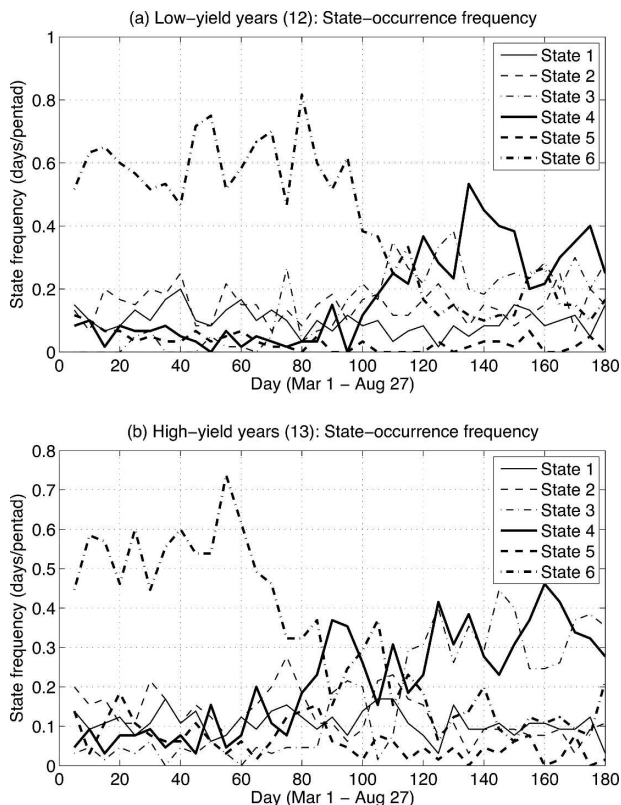 (a) Low−yield years (12): State−occurrence frequency
1
0.8
0.6
0.4
0.2
0
State frequency (days/pentad)
State 1
State 2
State 3
State 4
State 5
State 6
0 20 40 60 80 100 120 140 160 180
Day (Mar 1 − Aug 27)
(b) High−yield years (13): State−occurrence frequency
0.8
0.7
0.6
0.5
0.4
0.3
0.2
0.1
0
State frequency (days/pentad)
State 1
State 2
State 3
State 4
State 5
State 6
0 20 40 60 80 100 120 140 160 180
Day (Mar 1 − Aug 27)